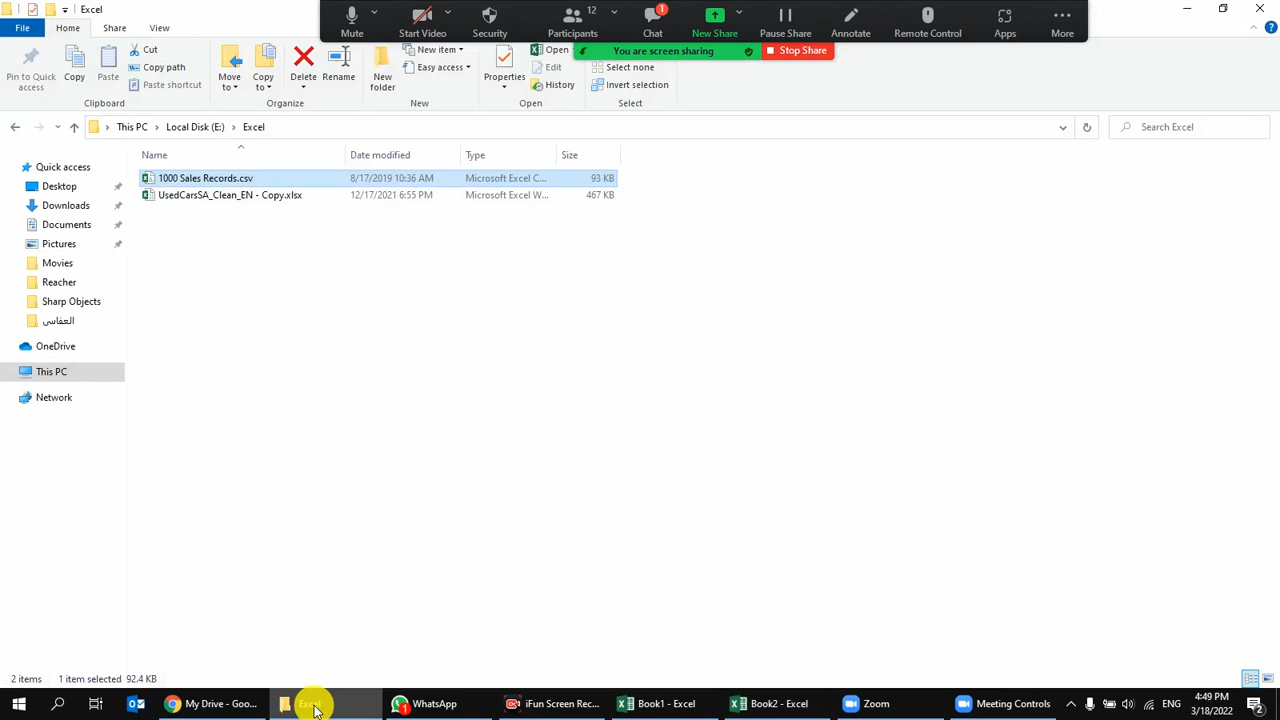 Excel
Mute
Start Video
Security
Participants
12
Chat
1
New Share
Pause Share
Annotate
Remote Control
Apps
More
You are screen sharing
Stop Share
File
Home
Share
View
Pin to Quick access
Copy
Paste
Cut
Copy path
Paste shortcut
Move to
Copy to
Delete
Rename
New folder
New item
Easy access
Properties
Open
Edit
History
Select none
Invert selection
Clipboard
Organize
New
Open
Select
This PC
Local Disk (E:)
Excel
Search Excel
Name
Date modified
Type
Size
1000 Sales Records.csv
8/17/2019 10:36 AM
Microsoft Excel C...
93 KB
UsedCarsSA_Clean_EN - Copy.xlsx
12/17/2021 6:55 PM
Microsoft Excel W...
467 KB
Quick access
Desktop
Downloads
Documents
Pictures
Movies
Reacher
Sharp Objects
العفاسى
OneDrive
This PC
Network
2 items
1 item selected 92.4 KB
My Drive - Goo...
Excel
WhatsApp
1
iFun Screen Rec...
Book1 - Excel
Book2 - Excel
Zoom
Meeting Controls
ENG
4:49 PM
3/18/2022
2